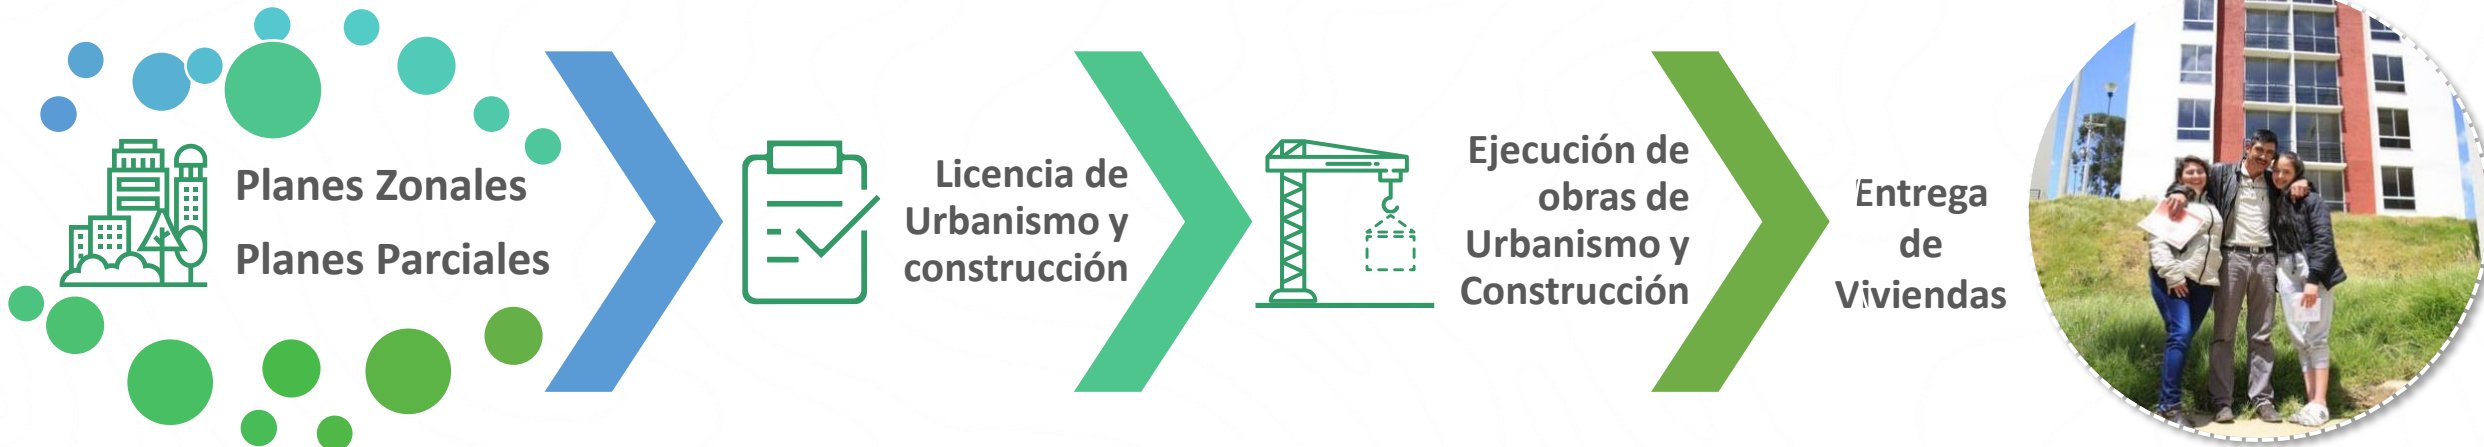 Planes Zonales
Planes Parciales
Licencia de
Urbanismo y
construcción
Ejecución de
obras de
Urbanismo y
Construcción
Entrega
de
Viviendas